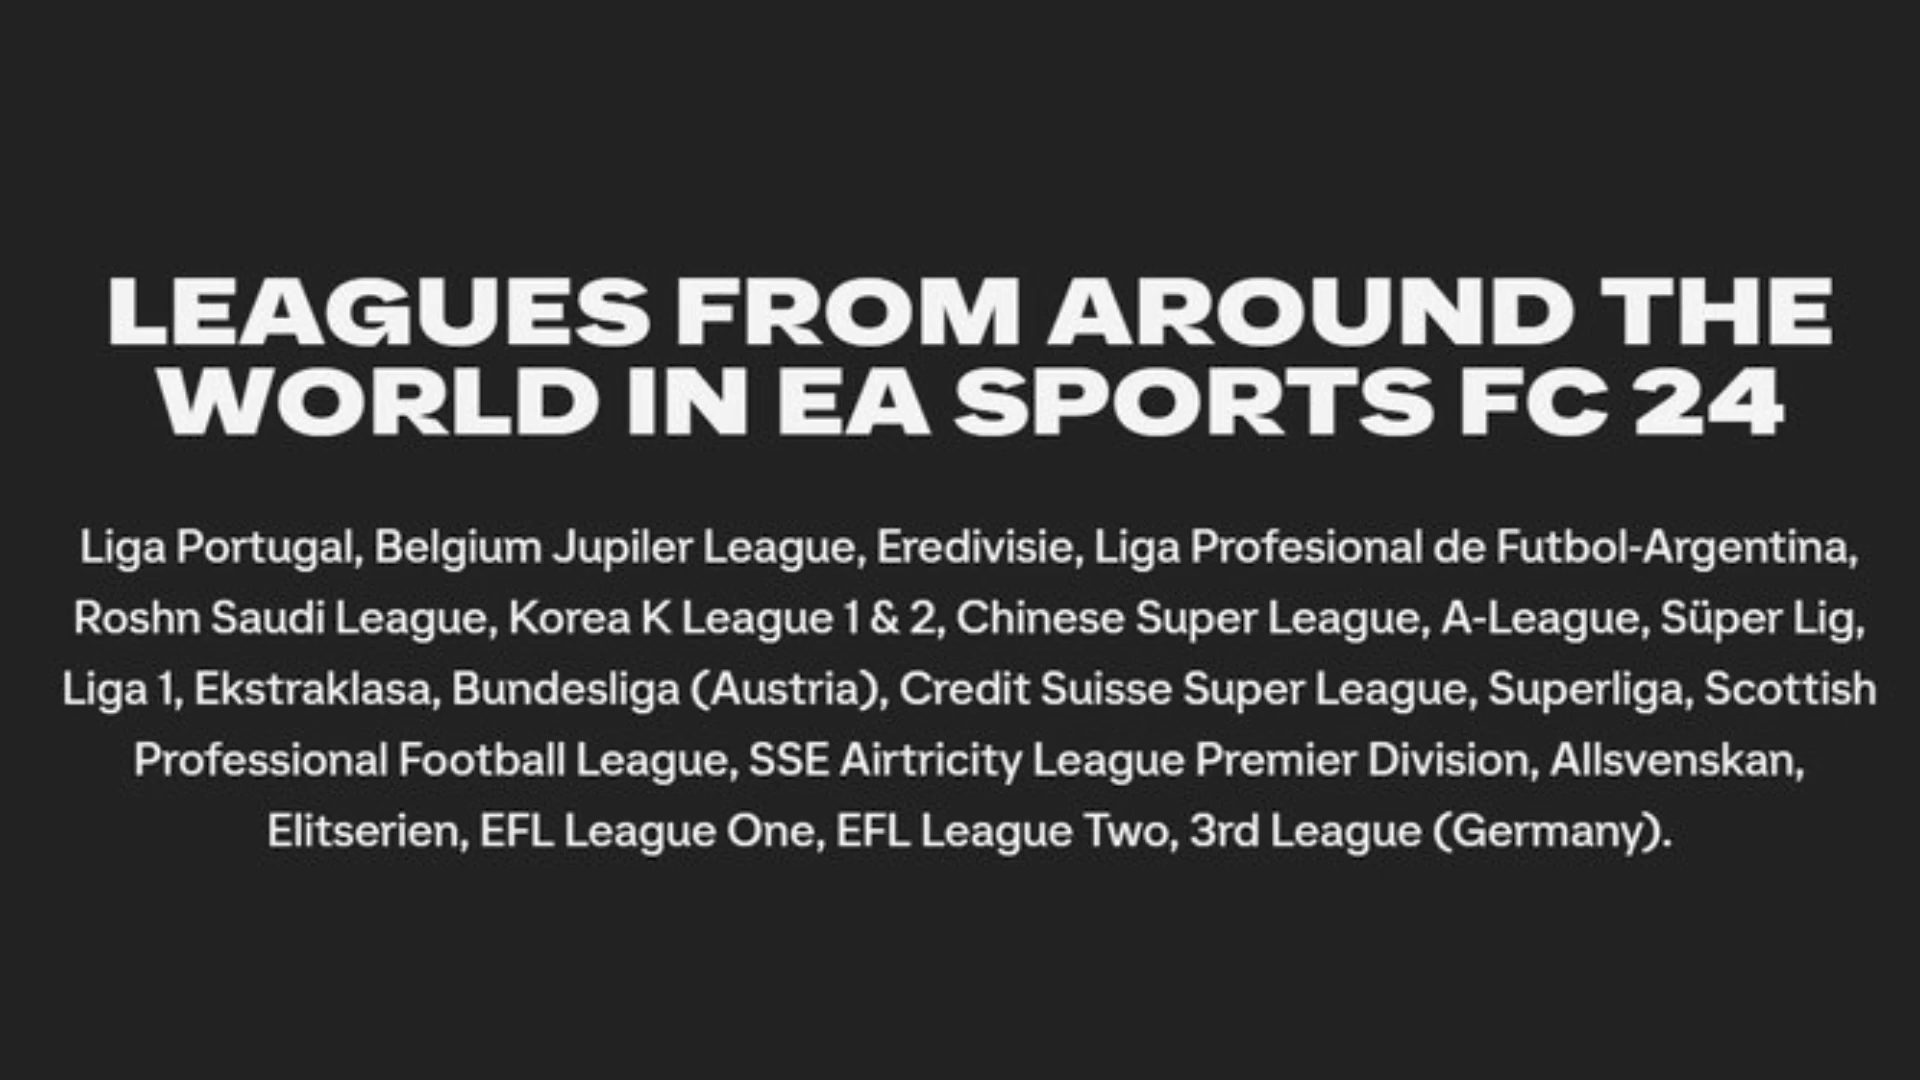 LEAGUES FROM AROUND THE
WORLD IN EA SPORTS FC 24
Liga Portugal, Belgium Jupiler League, Eredivisie, Liga Profesional de Futbol-Argentina,
Roshn Saudi League, Korea K League 1 & 2, Chinese Super League, A-League, Süper Lig,
Liga 1, Ekstraklasa, Bundesliga (Austria), Credit Suisse Super League, Superliga, Scottish
Professional Football League, SSE Airtricity League Premier Division, Allsvenskan,
Elitserien, EFL League One, EFL League Two, 3rd League (Germany).